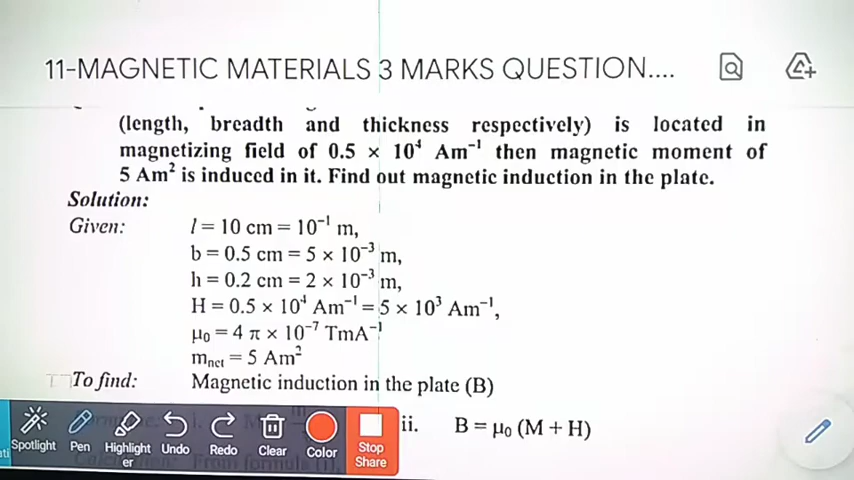 11-MAGNETIC MATERIALS 3 MARKS QUESTION....
(length, breadth and thickness respectively) is located in
magnetizing field of 0.5 × 10⁴ Am⁻¹ then magnetic moment of
5 Am² is induced in it. Find out magnetic induction in the plate.
Solution:
Given: l = 10 cm = 10⁻¹ m,
b = 0.5 cm = 5 × 10⁻³ m,
h = 0.2 cm = 2 × 10⁻³ m,
H = 0.5 × 10⁴ Am⁻¹ = 5 × 10³ Am⁻¹,
μ₀ = 4 π × 10⁻⁷ TmA⁻¹
mₙₑₜ = 5 Am²
To find: Magnetic induction in the plate (B)
ii. B = μ₀ (M + H)
Spotlight Pen Highlighter Undo Redo Clear Color Stop Share
From formula (i),